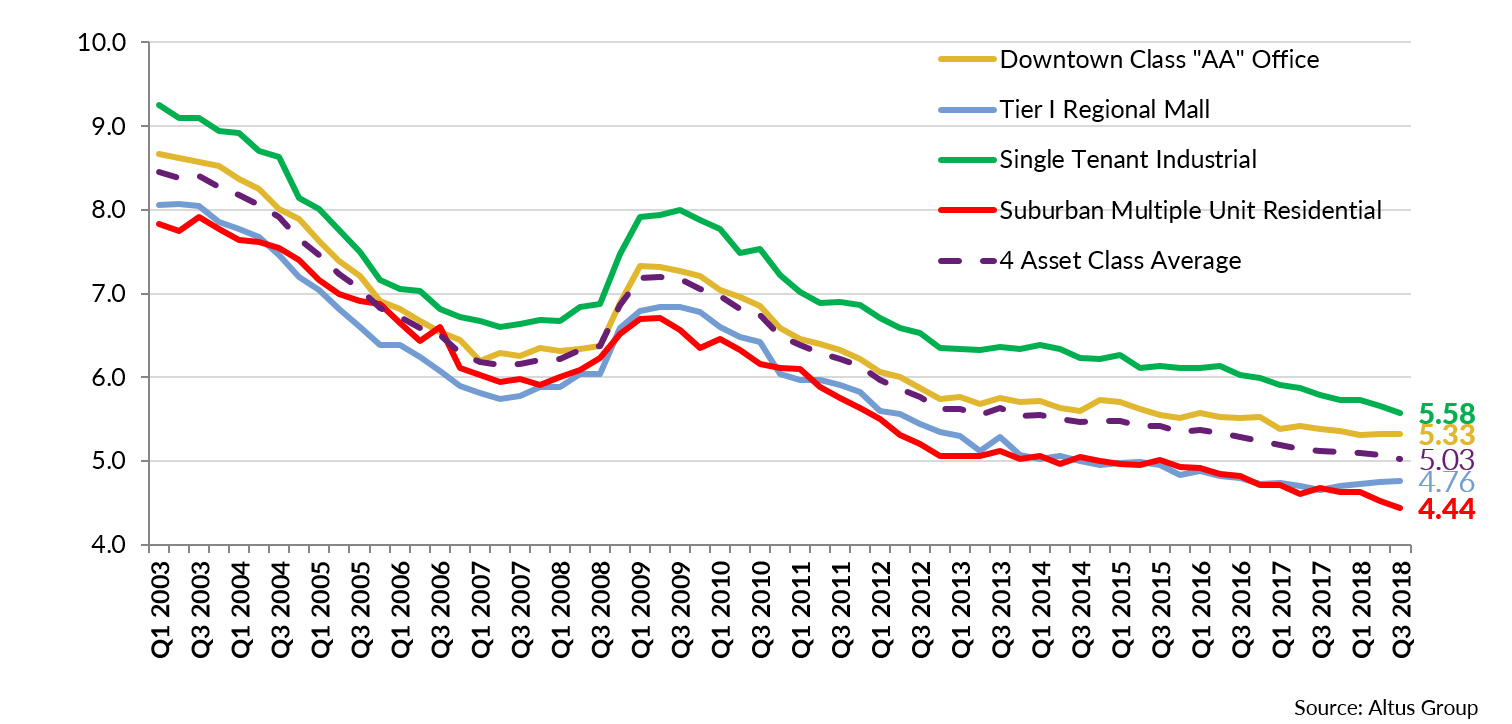 10.0
9.0
8.0
7.0
6.0
5.0
4.0
Downtown Class "AA" Office
Tier I Regional Mall
Single Tenant Industrial
Suburban Multiple Unit Residential
4 Asset Class Average
5.58
5.33
5.03
4.76
4.44
Q1 2003
Q3 2003
Q1 2004
Q3 2004
Q1 2005
Q3 2005
Q1 2006
Q3 2006
Q1 2007
Q3 2007
Q1 2008
Q3 2008
Q1 2009
Q3 2009
Q1 2010
Q3 2010
Q1 2011
Q3 2011
Q1 2012
Q3 2012
Q1 2013
Q3 2013
Q1 2014
Q3 2014
Q1 2015
Q3 2015
Q1 2016
Q3 2016
Q1 2017
Q3 2017
Q1 2018
Q3 2018
Source: Altus Group